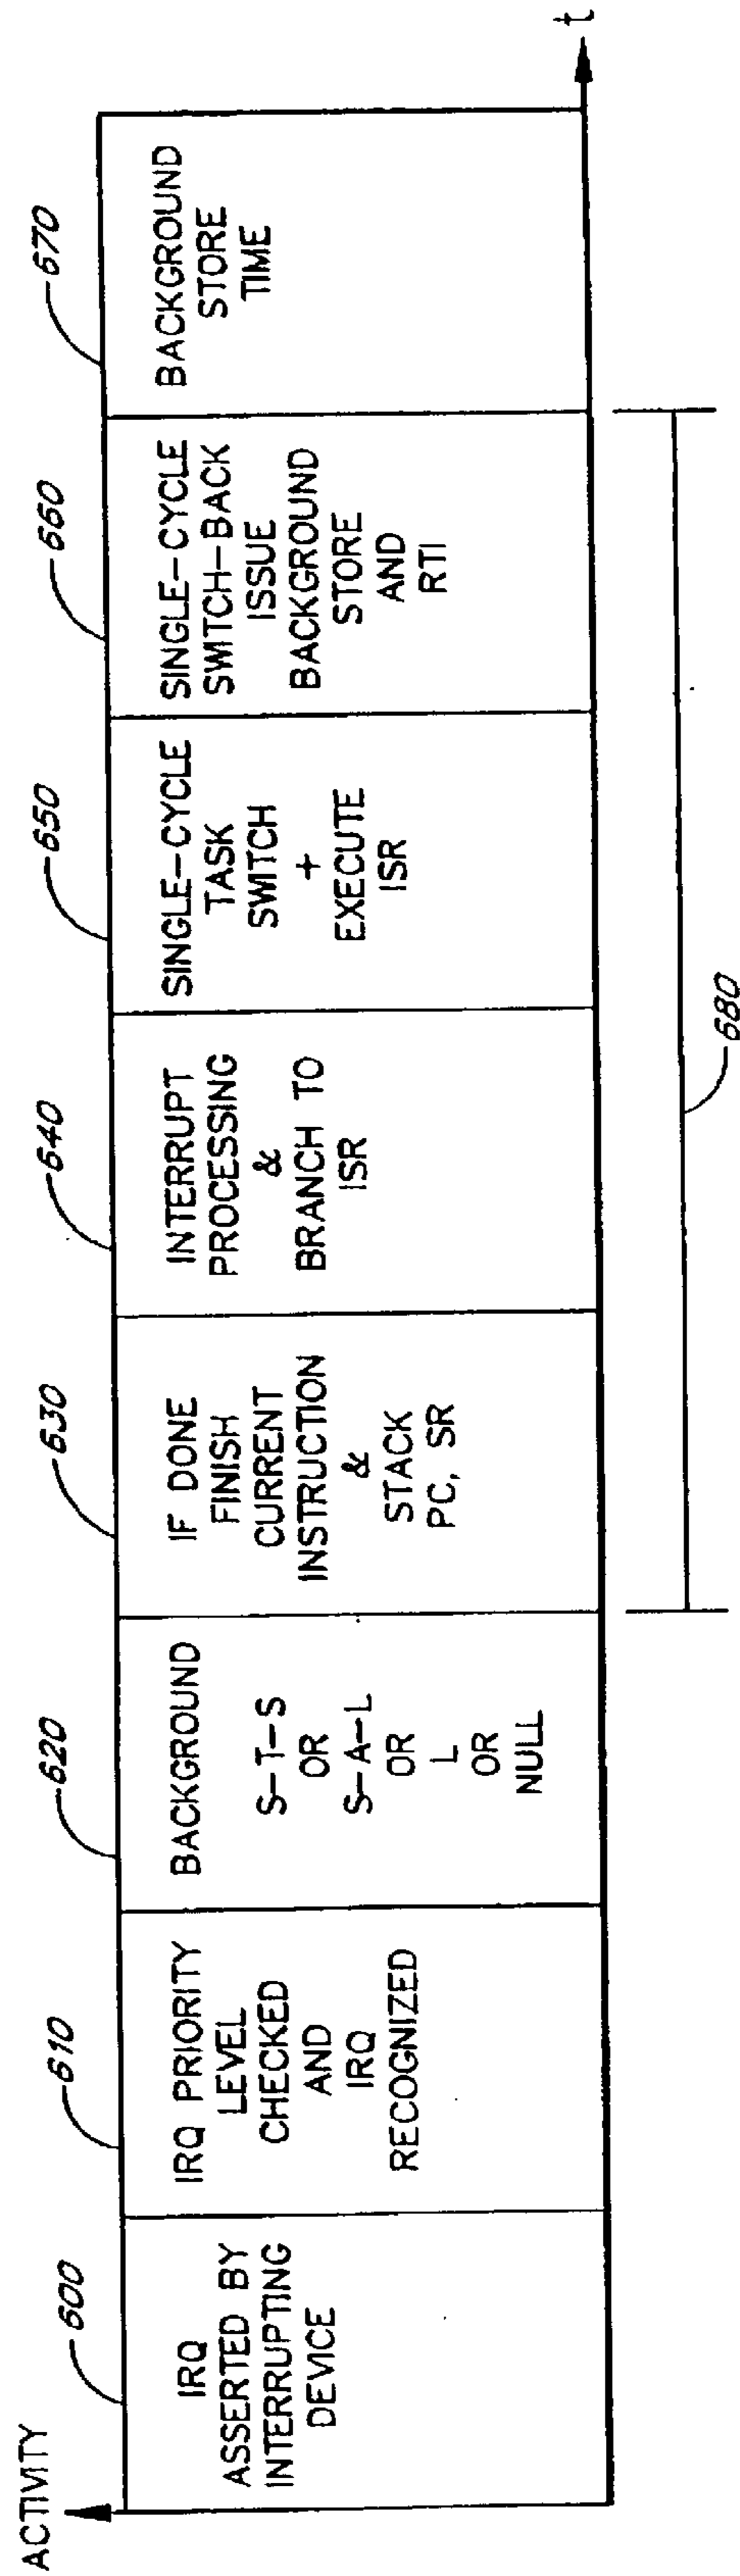 ACTIVITY
600
IRQ
ASSERTED BY
INTERRUPTING
DEVICE
610
IRQ PRIORITY
LEVEL
CHECKED
AND
IRQ
RECOGNIZED
620
BACKGROUND
S-T-S
OR
S-A-L
OR
L
OR
NULL
630
IF DONE
FINISH
CURRENT
INSTRUCTION
&
STACK
PC, SR
640
INTERRUPT
PROCESSING
&
BRANCH TO
ISR
650
SINGLE-CYCLE
TASK
SWITCH
+
EXECUTE
ISR
660
SINGLE-CYCLE
SWITCH-BACK
ISSUE
BACKGROUND
STORE
AND
RTI
670
BACKGROUND
STORE
TIME
t
680